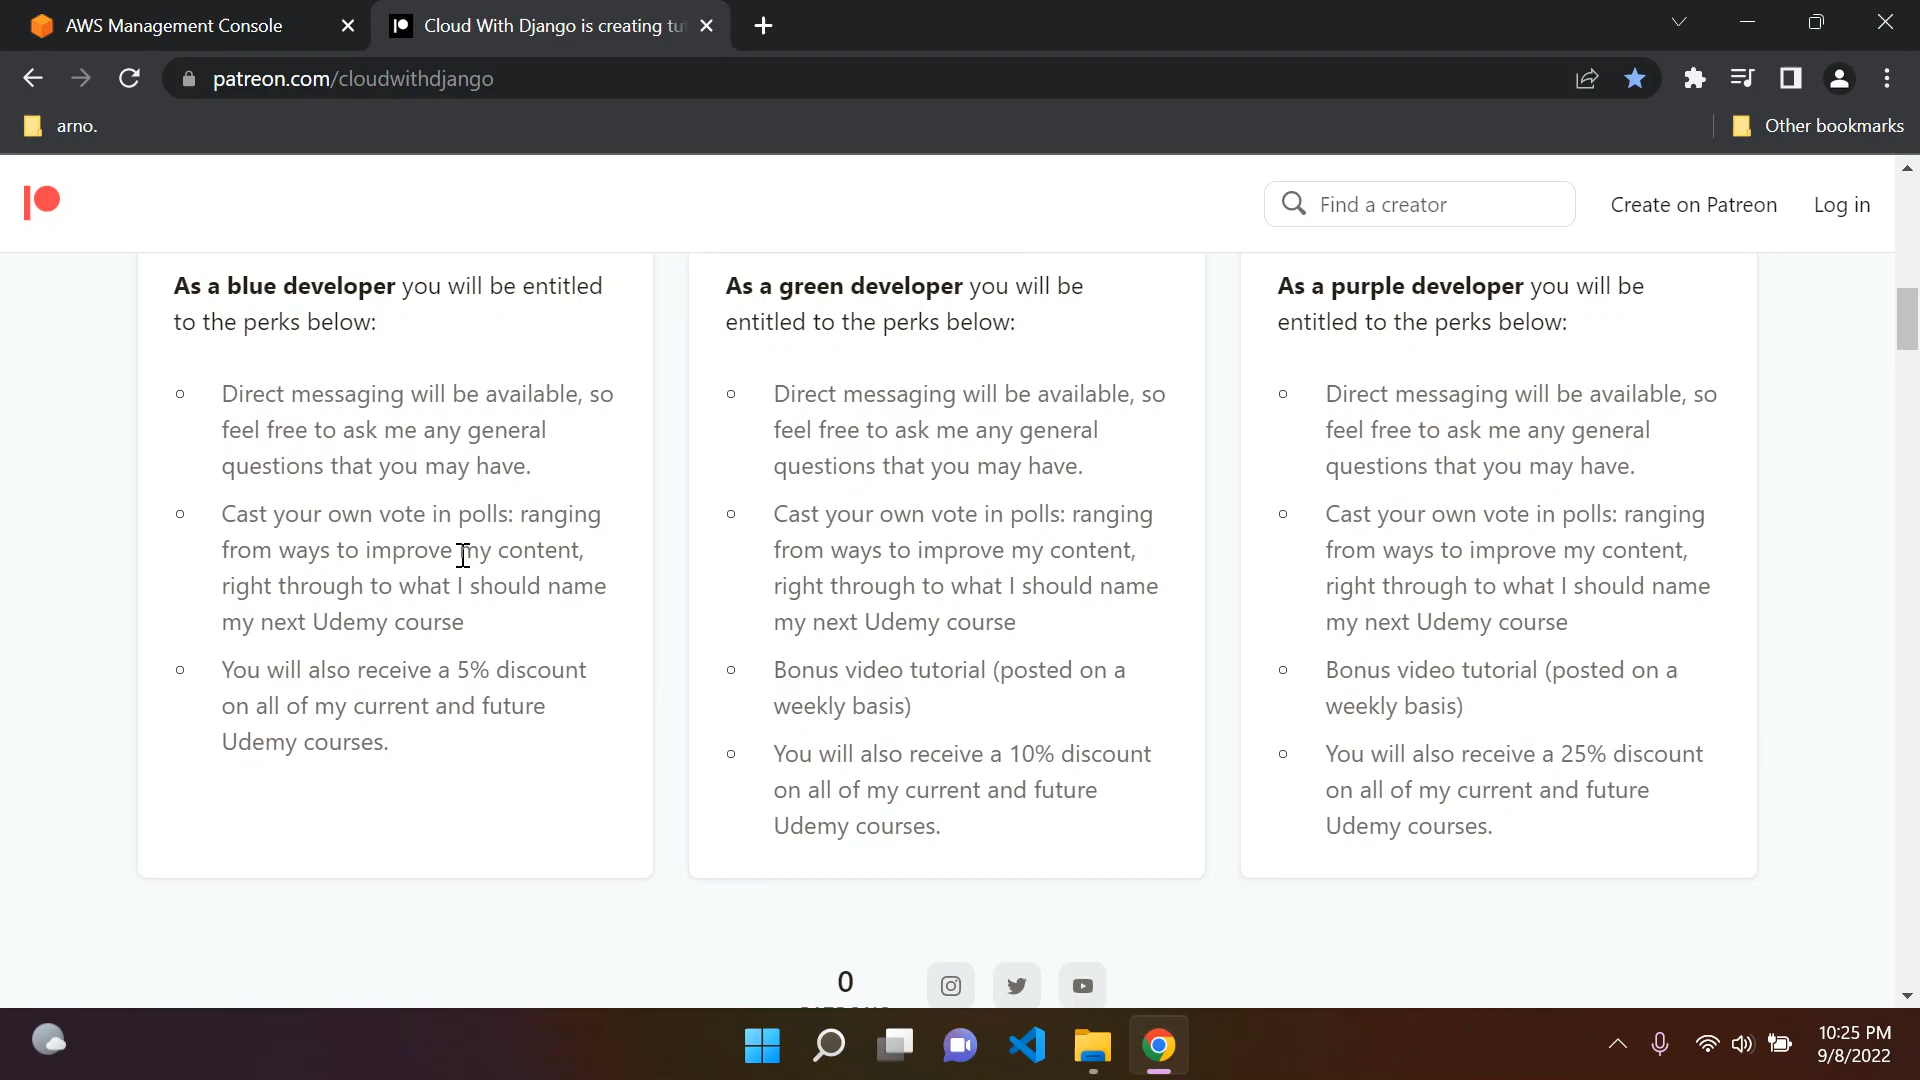 AWS Management Console
Cloud With Django is creating tu
patreon.com/cloudwithdjango
arno.
Other bookmarks
Find a creator
Create on Patreon
Log in
As a blue developer you will be entitled
to the perks below:
Direct messaging will be available, so
feel free to ask me any general
questions that you may have.
Cast your own vote in polls: ranging
from ways to improve my content,
right through to what I should name
my next Udemy course
You will also receive a 5% discount
on all of my current and future
Udemy courses.
As a green developer you will be
entitled to the perks below:
Direct messaging will be available, so
feel free to ask me any general
questions that you may have.
Cast your own vote in polls: ranging
from ways to improve my content,
right through to what I should name
my next Udemy course
Bonus video tutorial (posted on a
weekly basis)
You will also receive a 10% discount
on all of my current and future
Udemy courses.
As a purple developer you will be
entitled to the perks below:
Direct messaging will be available, so
feel free to ask me any general
questions that you may have.
Cast your own vote in polls: ranging
from ways to improve my content,
right through to what I should name
my next Udemy course
Bonus video tutorial (posted on a
weekly basis)
You will also receive a 25% discount
on all of my current and future
Udemy courses.
0
10:25 PM
9/8/2022